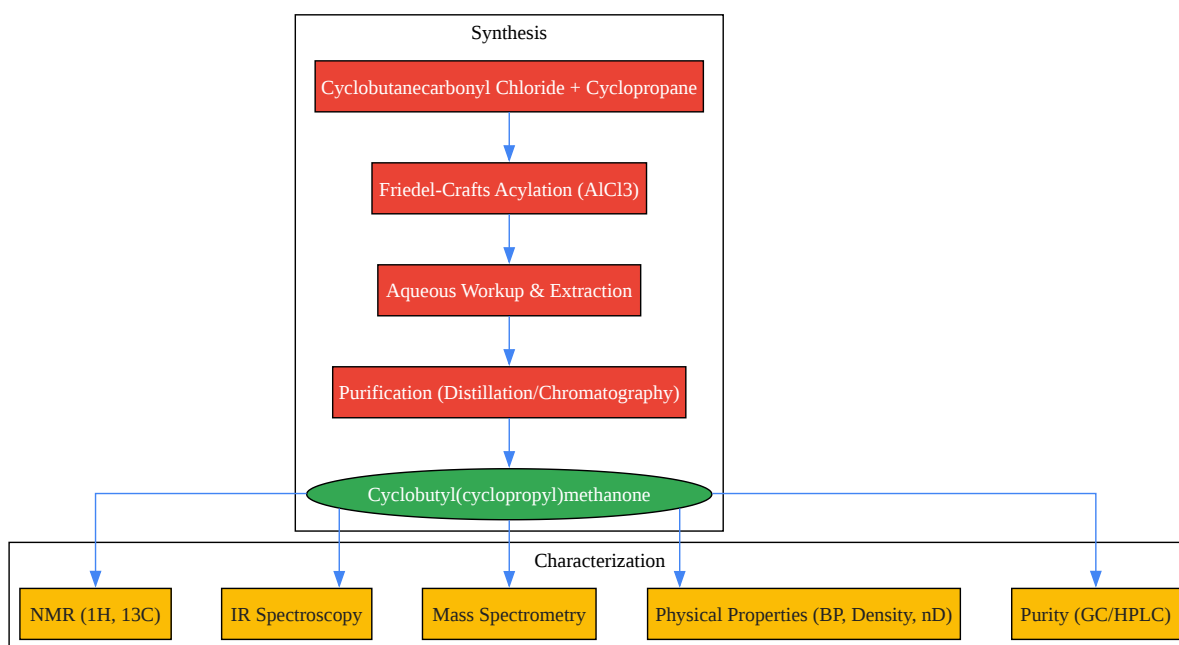 Synthesis
Cyclobutanecarbonyl Chloride + Cyclopropane
Friedel-Crafts Acylation (AlCl3)
Aqueous Workup & Extraction
Purification (Distillation/Chromatography)
Cyclobutyl(cyclopropyl)methanone
Characterization
NMR (1H, 13C)
IR Spectroscopy
Mass Spectrometry
Physical Properties (BP, Density, nD)
Purity (GC/HPLC)